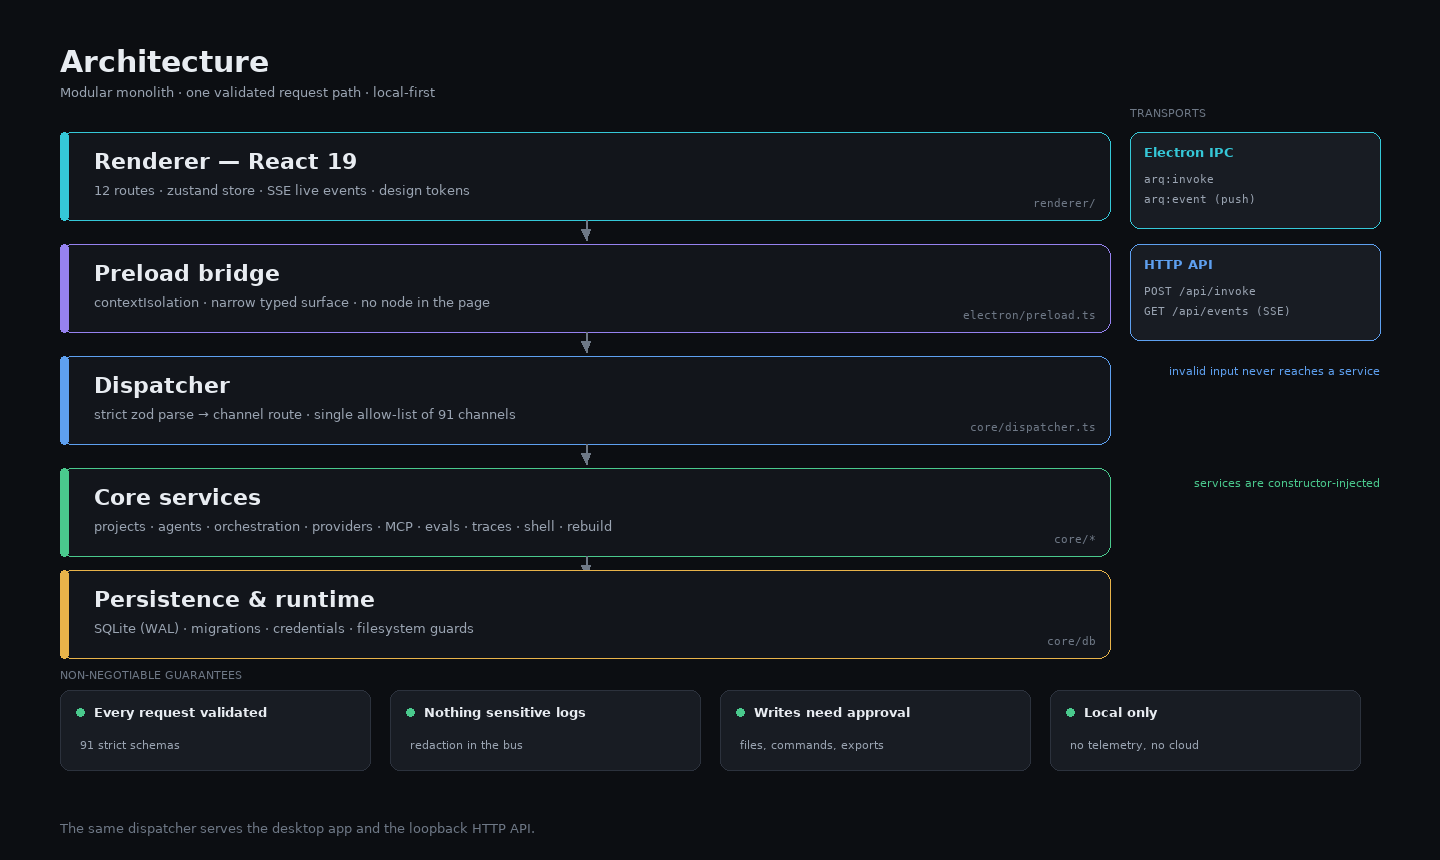 Architecture
Modular monolith · one validated request path · local-first
TRANSPORTS
Renderer — React 19
12 routes · zustand store · SSE live events · design tokens
renderer/
Electron IPC
arq:invoke
arq:event (push)
Preload bridge
contextIsolation · narrow typed surface · no node in the page
electron/preload.ts
HTTP API
POST /api/invoke
GET /api/events (SSE)
Dispatcher
strict zod parse → channel route · single allow-list of 91 channels
core/dispatcher.ts
invalid input never reaches a service
Core services
projects · agents · orchestration · providers · MCP · evals · traces · shell · rebuild
core/*
services are constructor-injected
Persistence & runtime
SQLite (WAL) · migrations · credentials · filesystem guards
core/db
NON-NEGOTIABLE GUARANTEES
Every request validated
91 strict schemas
Nothing sensitive logs
redaction in the bus
Writes need approval
files, commands, exports
Local only
no telemetry, no cloud
The same dispatcher serves the desktop app and the loopback HTTP API.